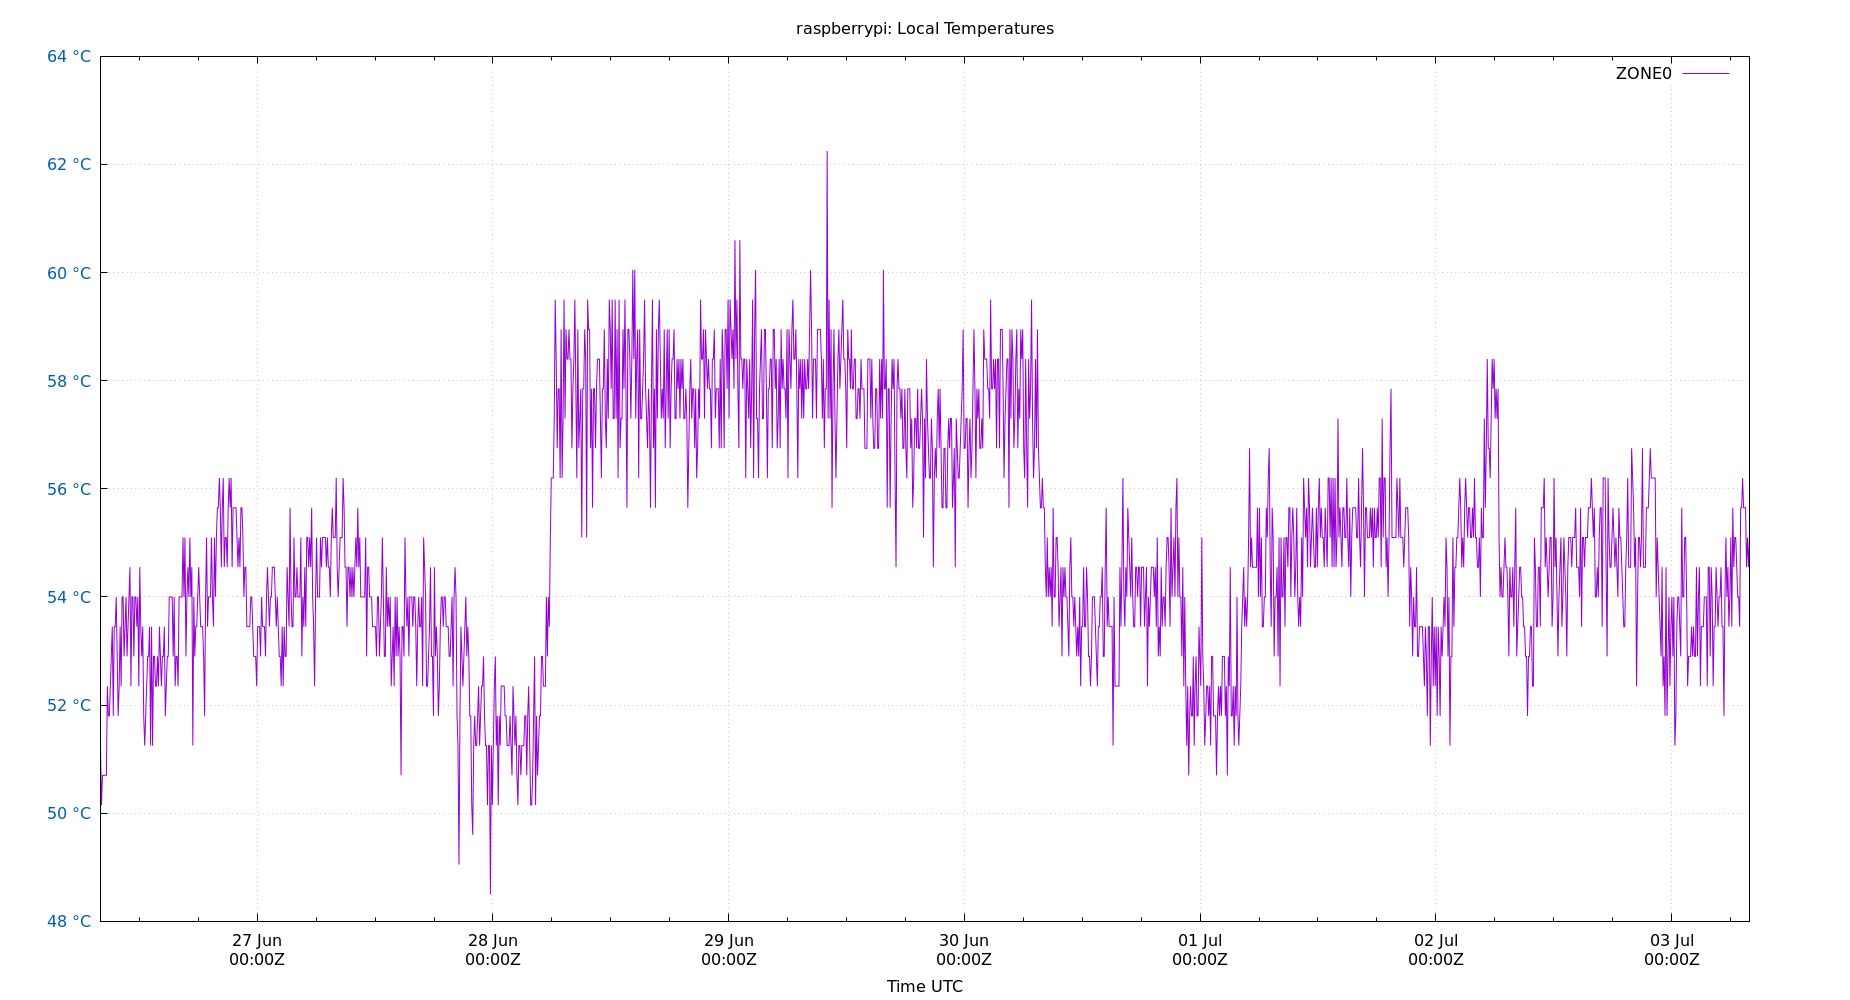 raspberrypi: Local Temperatures
64 °C
ZONE0
62 °C
60 °C
58 °C
56 °C
54 °C
52 °C
50 °C
48 °C
27 Jun 28 Jun 29 Jun 30 Jun 01 Jul 02 Jul 03 Jul
00:00Z 00:00Z 00:00Z 00:00Z 00:00Z 00:00Z 00:00Z
Time UTC